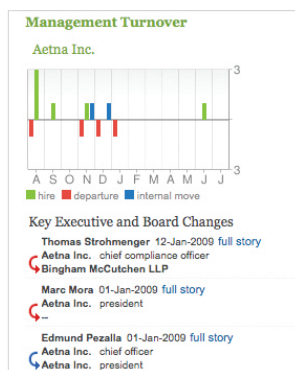 Management Turnover
Aetna Inc.
3
3
A S O N D J F M A M J J
hire departure internal move
Key Executive and Board Changes
Thomas Strohmenger 12-Jan-2009 full story
Aetna Inc. chief compliance officer
Bingham McCutchen LLP
Marc Mora 01-Jan-2009 full story
Aetna Inc. president
--
Edmund Pezalla 01-Jan-2009 full story
Aetna Inc. chief officer
Aetna Inc. president